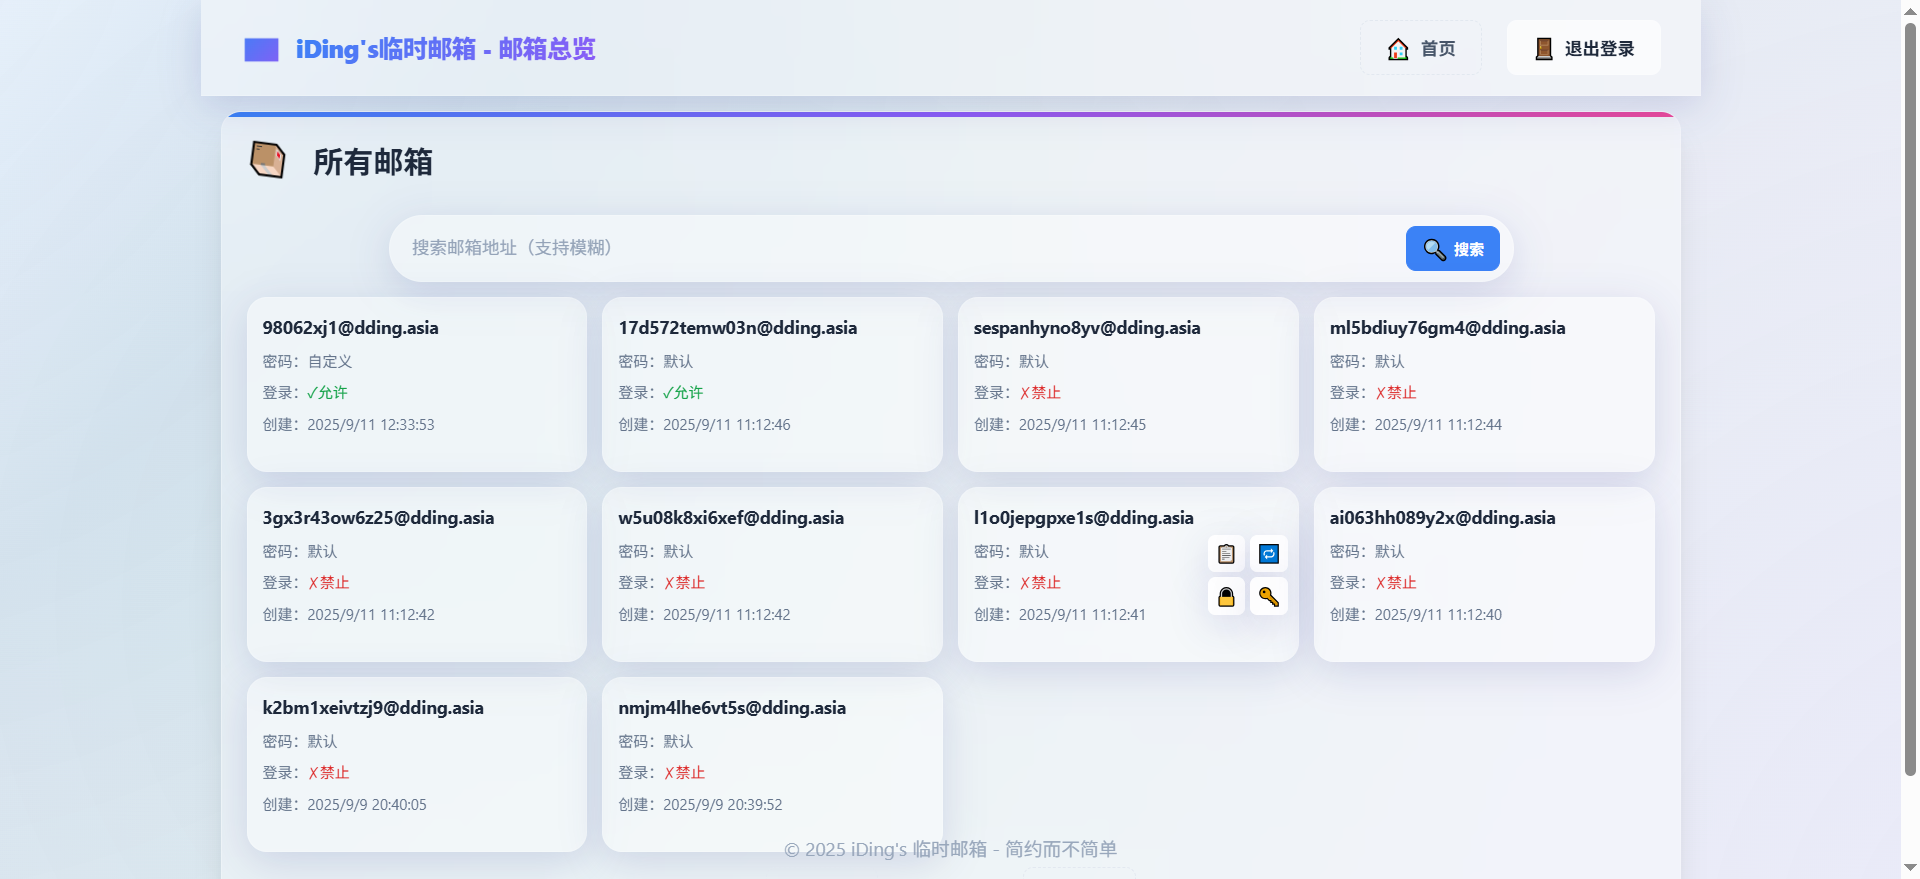 iDing's临时邮箱 - 邮箱总览
首页
退出登录
所有邮箱
搜索邮箱地址（支持模糊）
搜索
98062xj1@dding.asia
密码：自定义
登录：✓允许
创建：2025/9/11 12:33:53
17d572temw03n@dding.asia
密码：默认
登录：✓允许
创建：2025/9/11 11:12:46
sespanhyno8yv@dding.asia
密码：默认
登录：✗禁止
创建：2025/9/11 11:12:45
ml5bdiuy76gm4@dding.asia
密码：默认
登录：✗禁止
创建：2025/9/11 11:12:44
3gx3r43ow6z25@dding.asia
密码：默认
登录：✗禁止
创建：2025/9/11 11:12:42
w5u08k8xi6xef@dding.asia
密码：默认
登录：✗禁止
创建：2025/9/11 11:12:42
l1o0jepgpxe1s@dding.asia
密码：默认
登录：✗禁止
创建：2025/9/11 11:12:41
ai063hh089y2x@dding.asia
密码：默认
登录：✗禁止
创建：2025/9/11 11:12:40
k2bm1xeivtzj9@dding.asia
密码：默认
登录：✗禁止
创建：2025/9/9 20:40:05
nmjm4lhe6vt5s@dding.asia
密码：默认
登录：✗禁止
创建：2025/9/9 20:39:52
© 2025 iDing's 临时邮箱 - 简约而不简单